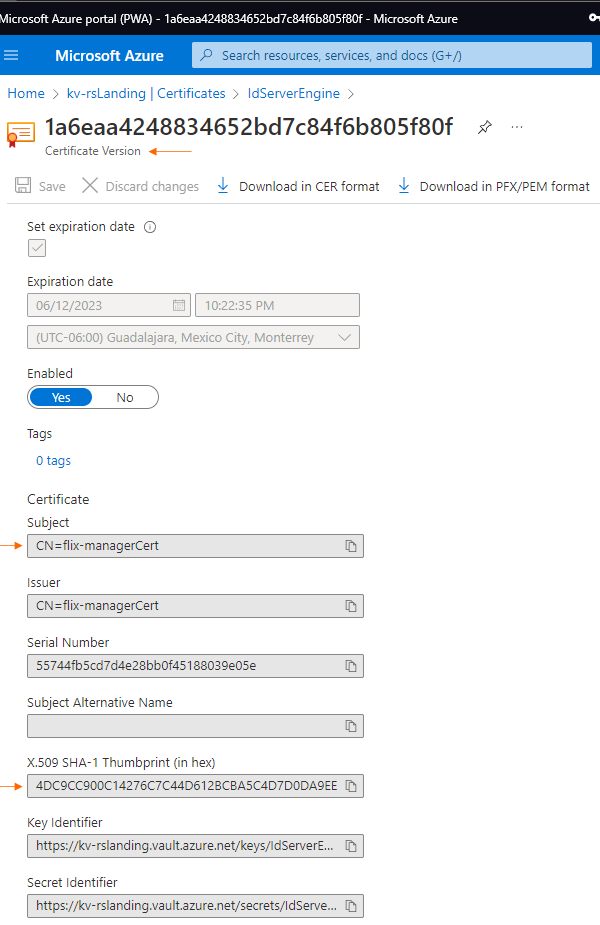 Microsoft Azure portal (PWA) - 1a6eaa4248834652bd7c84f6b805f80f - Microsoft Azure
Microsoft Azure
Search resources, services, and docs (G+/)
Home > kv-rsLanding | Certificates > IdServerEngine >
1a6eaa4248834652bd7c84f6b805f80f ...
Certificate Version
Save Discard changes Download in CER format Download in PFX/PEM format
Set expiration date
Expiration date
06/12/2023 10:22:35 PM
(UTC-06:00) Guadalajara, Mexico City, Monterrey
Enabled
Yes No
Tags
0 tags
Certificate
Subject
CN=flix-managerCert
Issuer
CN=flix-managerCert
Serial Number
55744fb5cd7d4e28bb0f45188039e05e
Subject Alternative Name
X.509 SHA-1 Thumbprint (in hex)
4DC9CC900C14276C7C44D612BCBA5C4D7D0DA9EE
Key Identifier
https://kv-rslanding.vault.azure.net/keys/IdServerE...
Secret Identifier
https://kv-rslanding.vault.azure.net/secrets/IdServe...